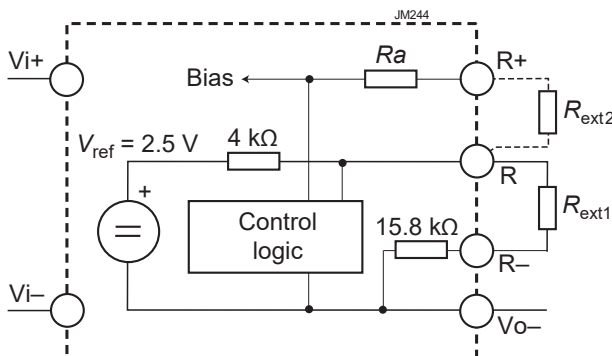 JM244
Vi+
Bias
Ra
R+
Rext2
Vref = 2.5 V
4 kΩ
R
Rext1
+
Control
logic
15.8 kΩ
R–
Vi–
Vo–